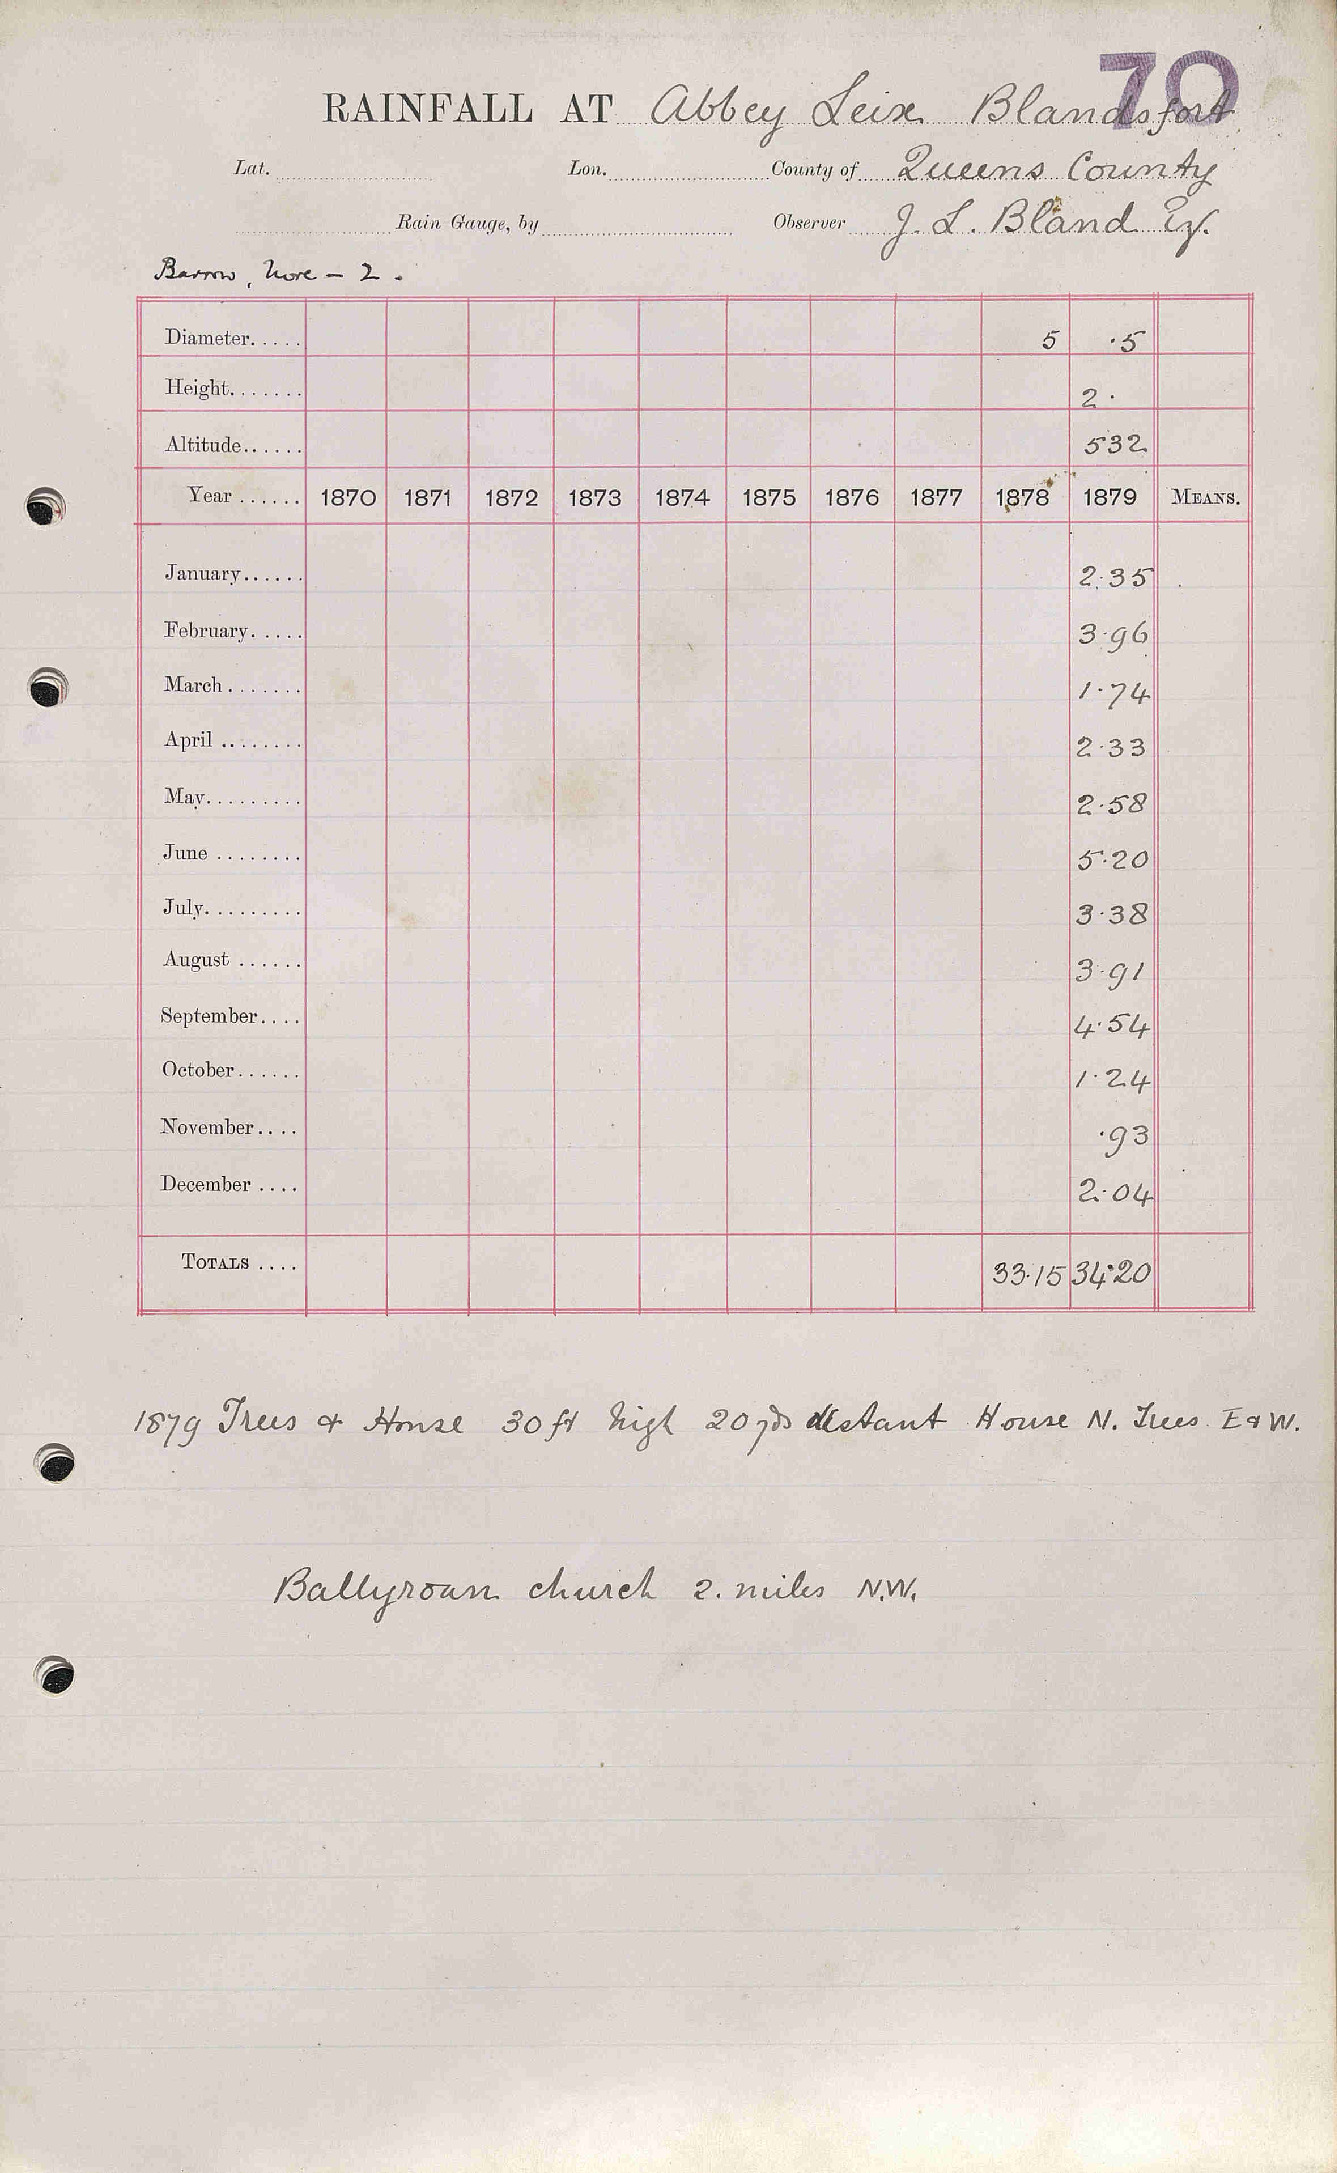 70
RAINFALL AT Abbey Leix Blandsfort
Lat. Lon. County of Queens County
Rain Gauge, by Observer J. L. Bland Esq.
Barrow, Nore - 2.
Diameter..... 5 .5
Height....... 2.
Altitude...... 532
Year ...... 1870 1871 1872 1873 1874 1875 1876 1877 1878 1879 MEANS.
January...... 2.35
February..... 3.96
March....... 1.74
April ........ 2.33
May......... 2.58
June ........ 5.20
July......... 3.38
August ...... 3.91
September.... 4.54
October...... 1.24
November.... .93
December .... 2.04
TOTALS .... 33.15 34.20
1879 Trees & House 30 ft high 20 yds distant House N. Trees E & W.
Ballyroan church 2. miles N.W.